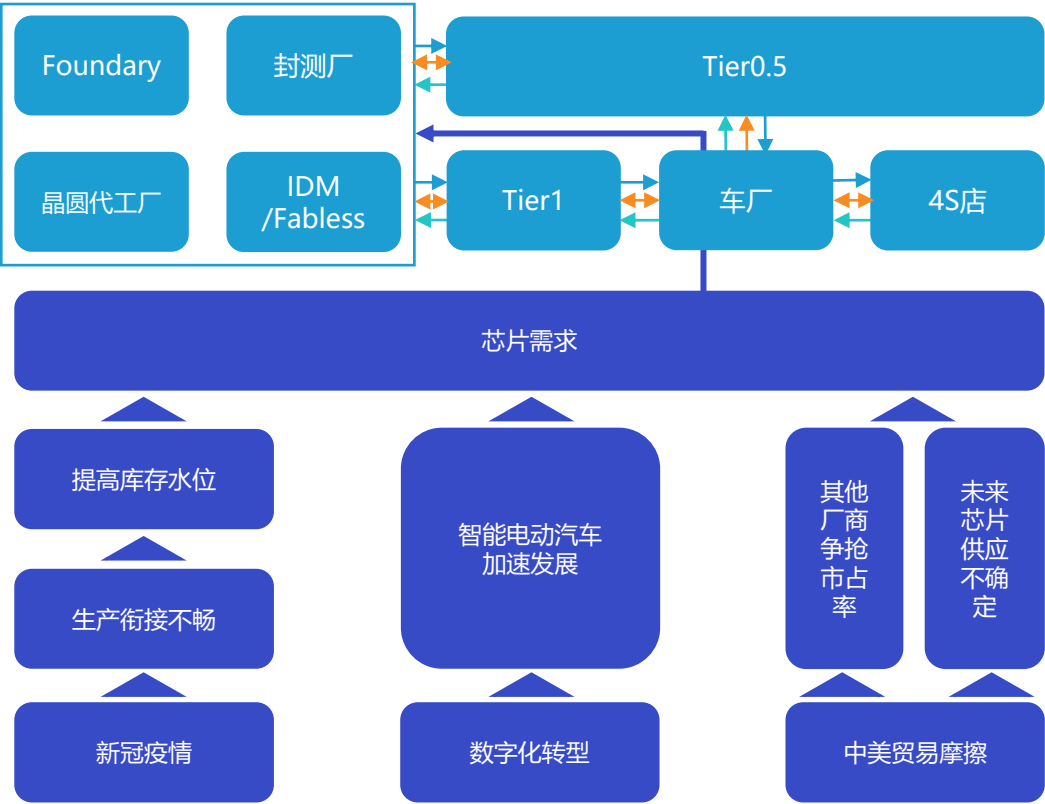 Foundary
封测厂
Tier0.5
晶圆代工厂
IDM
/Fabless
Tier1
车厂
4S店
芯片需求
提高库存水位
生产衔接不畅
新冠疫情
智能电动汽车
加速发展
数字化转型
其他
厂商
争抢
市占
率
未来
芯片
供应
不确
定
中美贸易摩擦